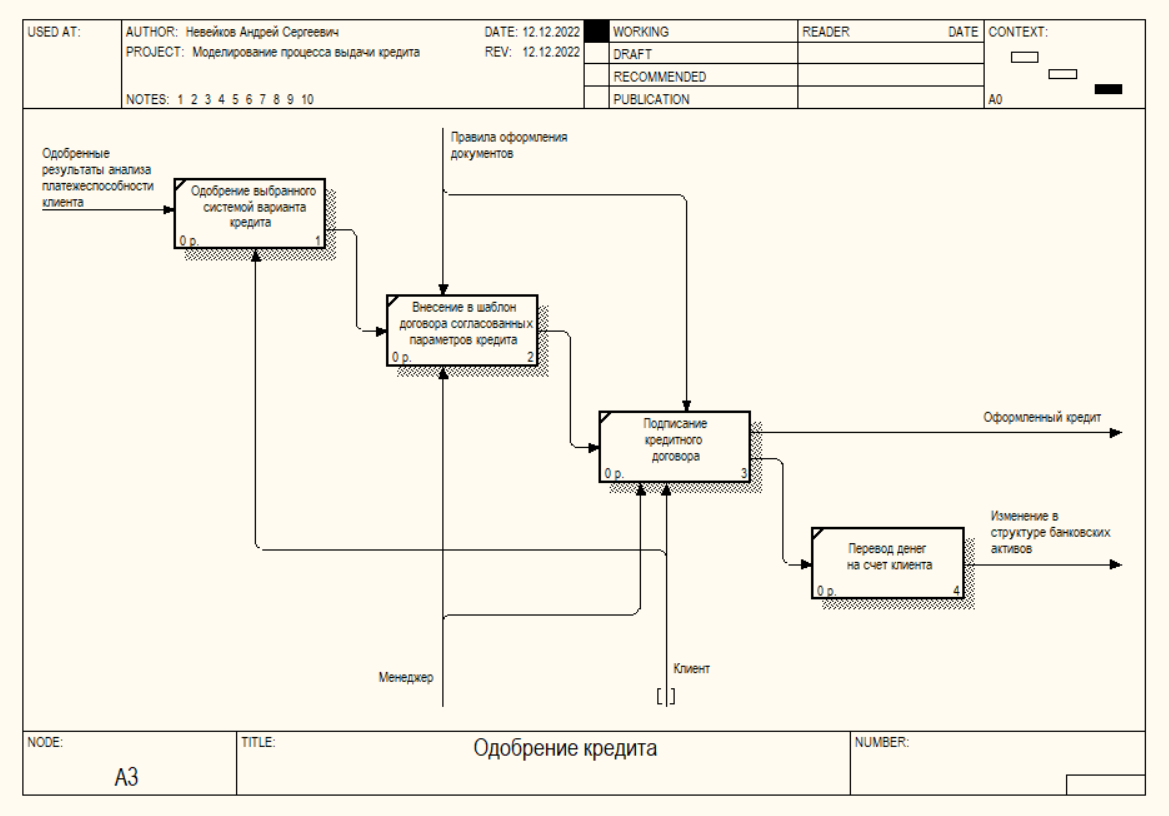 USED AT:
AUTHOR: Невейков Андрей Сергеевич
DATE: 12.12.2022
PROJECT: Моделирование процесса выдачи кредита
REV: 12.12.2022
NOTES: 1 2 3 4 5 6 7 8 9 10
WORKING
DRAFT
RECOMMENDED
PUBLICATION
READER
DATE
CONTEXT:
A0
Правила оформления
документов
Одобренные
результаты анализа
платежеспособности
клиента
Одобрение выбранного
системой варианта
кредита
0 р.
1
Внесение в шаблон
договора согласованных
параметров кредита
0 р.
2
Подписание
кредитного
договора
0 р.
3
Оформленный кредит
Изменение в
структуре банковских
активов
Перевод денег
на счет клиента
0 р.
4
Менеджер
Клиент
NODE:
A3
TITLE:
Одобрение кредита
NUMBER: